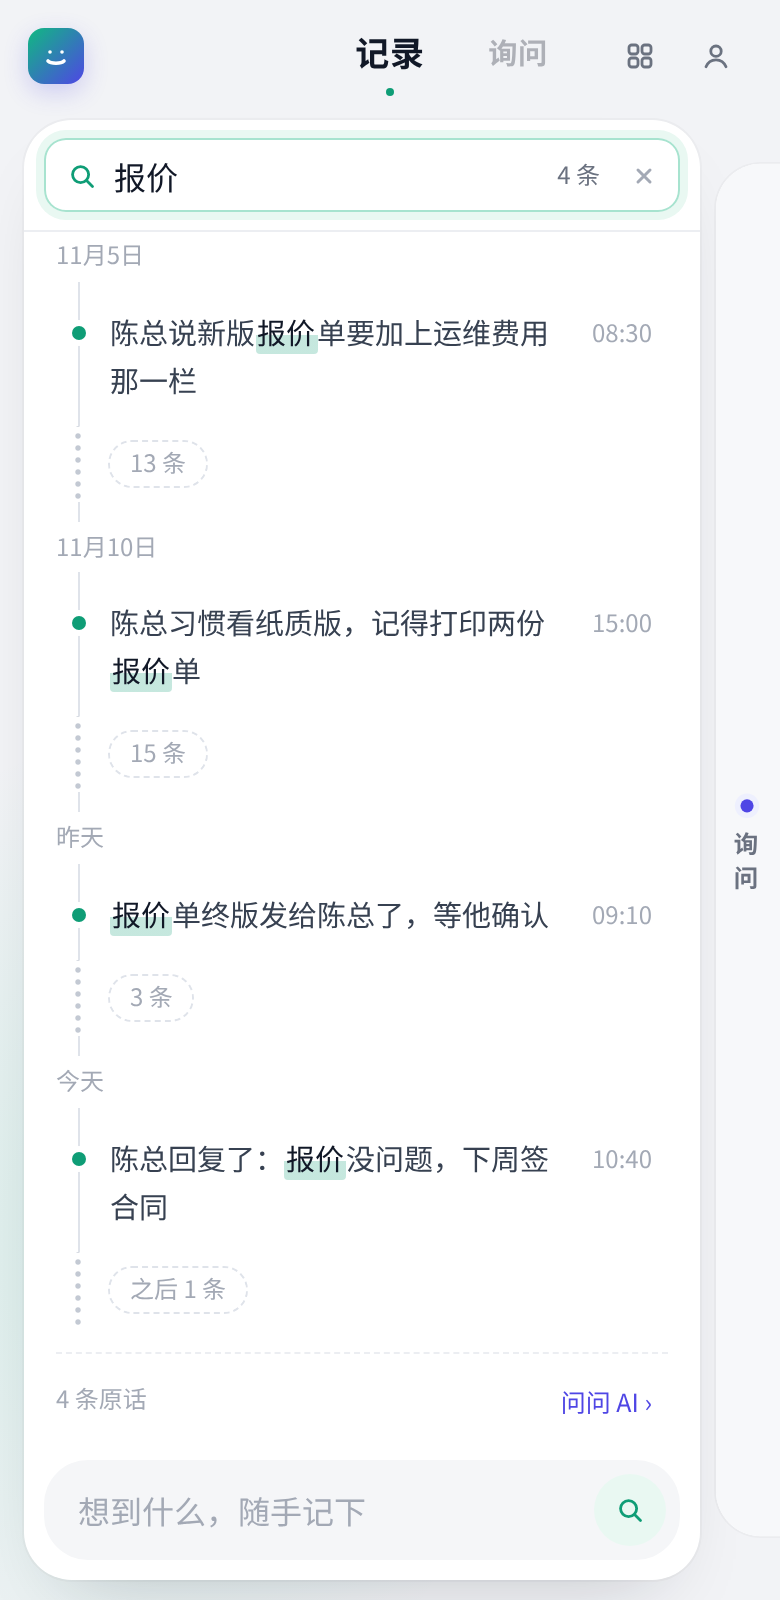 记录
询问
报价
4 条
11月5日
陈总说新版报价单要加上运维费用
08:30
那一栏
13 条
11月10日
陈总习惯看纸质版，记得打印两份
15:00
报价单
15 条
昨天
报价单终版发给陈总了，等他确认
09:10
3 条
今天
陈总回复了：报价没问题，下周签
10:40
合同
之后 1 条
4 条原话
问问 AI ›
想到什么，随手记下
询
问